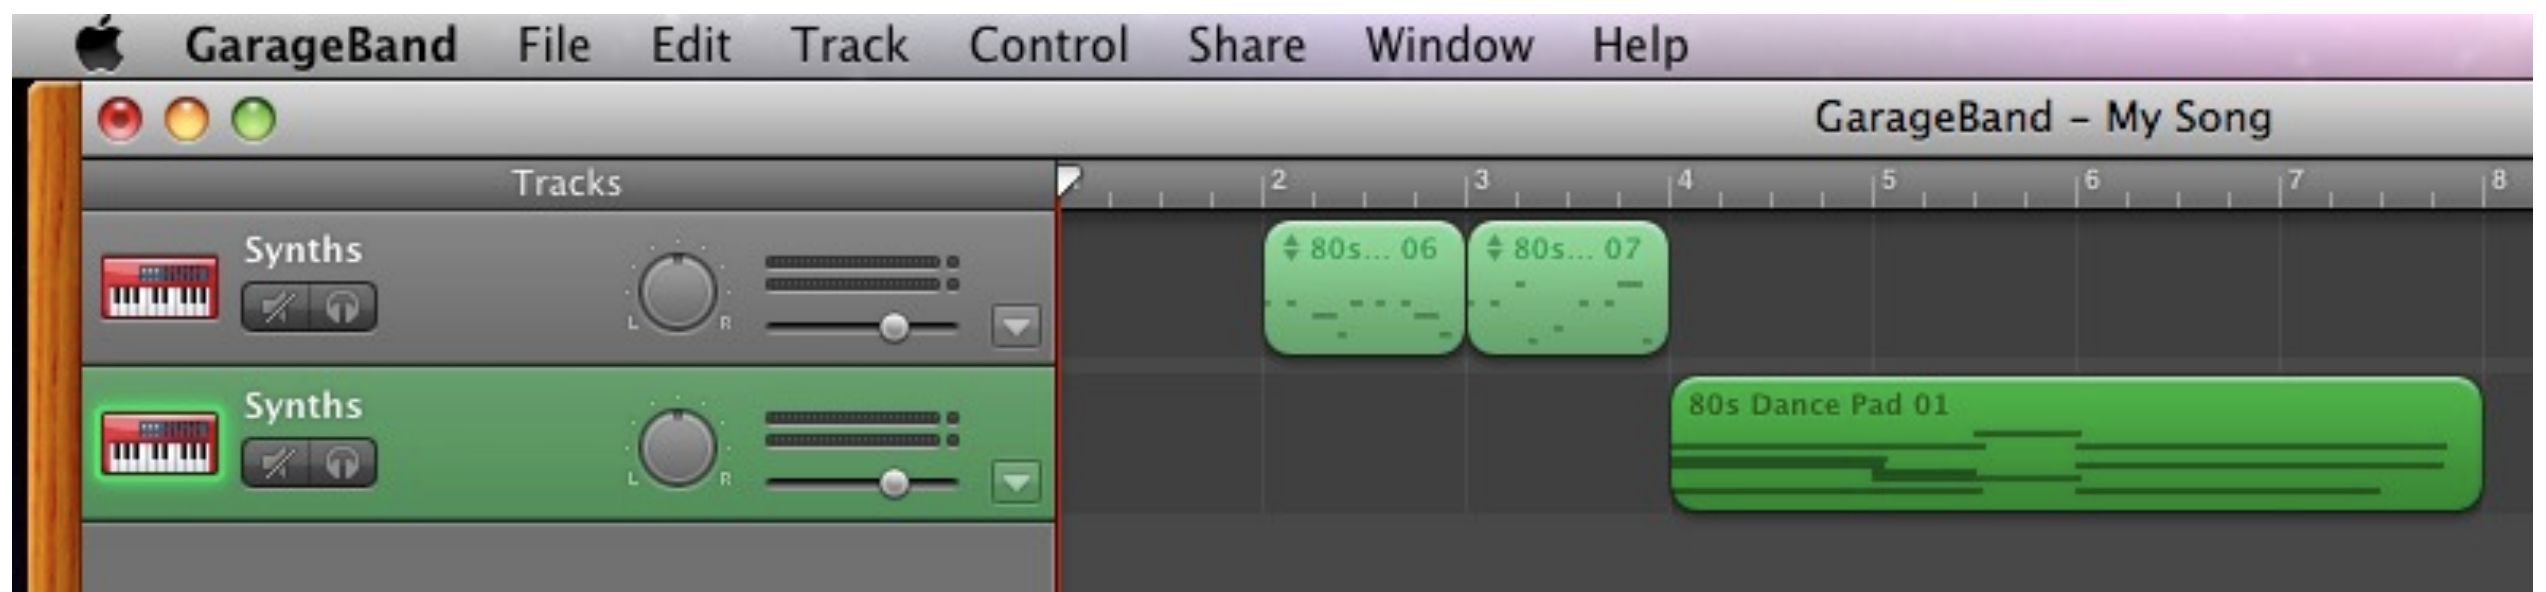 GarageBand File Edit Track Control Share Window Help
GarageBand – My Song
Tracks
2 3 4 5 6 7 8
Synths
L R
80s... 06
80s... 07
Synths
L R
80s Dance Pad 01